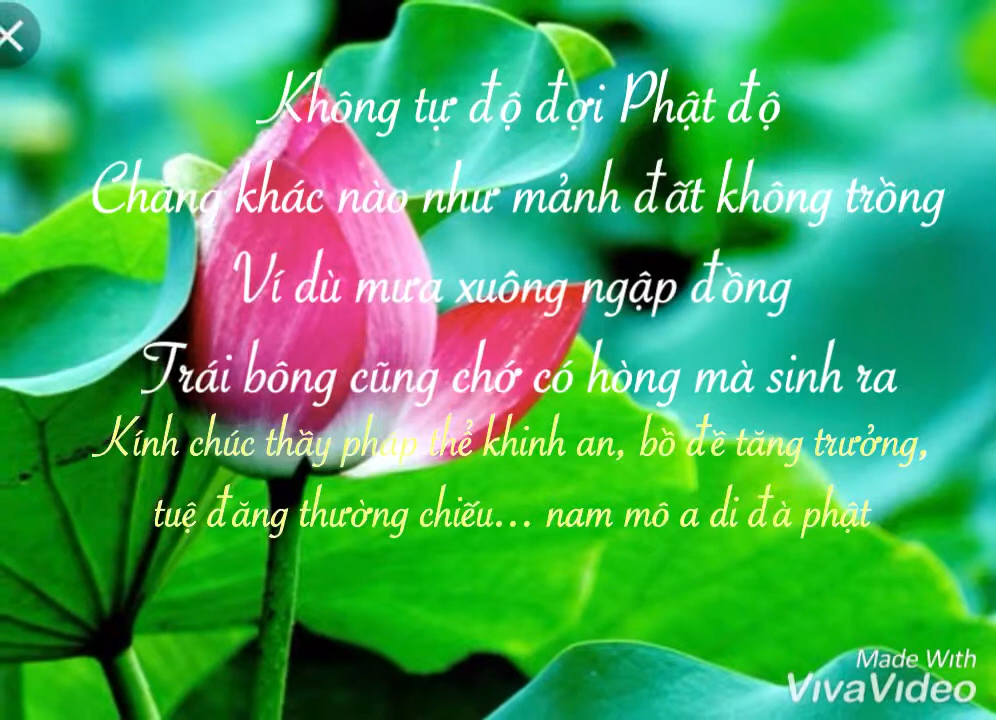 Không tự độ đợi Phật độ
Chẳng khác nào như mảnh đất không trồng
Ví dù mưa xuông ngập đồng
Trái bông cũng chớ có hòng mà sinh ra
Kính chúc thầy pháp thể khinh an, bồ đề tăng trưởng,
tuệ đăng thường chiếu... nam mô a di đà phật
Made With
VivaVideo